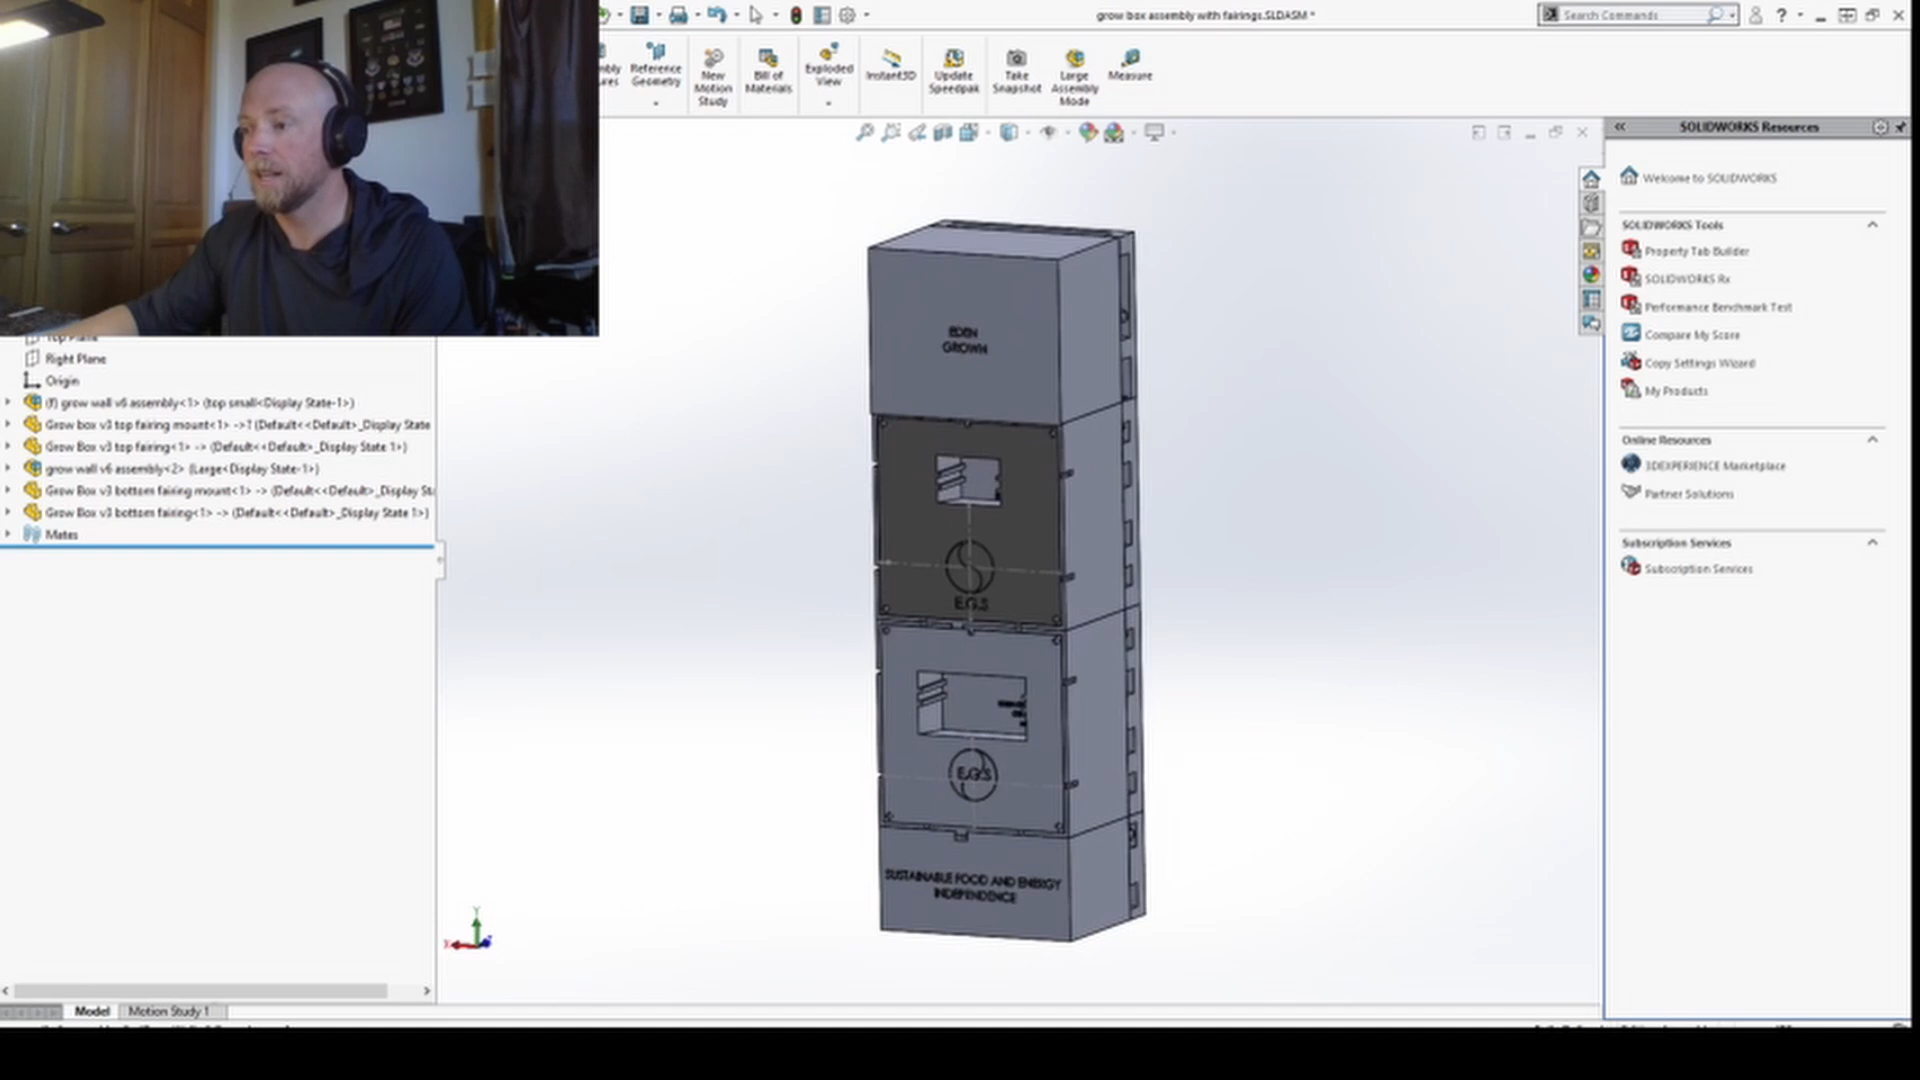 grow box assembly with fairings.SLDASM *
Search Commands
Reference
Geometry
New
Motion
Study
Bill of
Materials
Exploded
View
Instant3D
Update
Speedpak
Take
Snapshot
Large
Assembly
Mode
Measure
SOLIDWORKS Resources
Welcome to SOLIDWORKS
SOLIDWORKS Tools
Property Tab Builder
SOLIDWORKS Rx
Performance Benchmark Test
Compare My Score
Copy Settings Wizard
My Products
Online Resources
3DEXPERIENCE Marketplace
Partner Solutions
Subscription Services
Subscription Services
Top Plane
Right Plane
Origin
(f) grow wall v6 assembly<1> (top small<Display State-1>)
Grow box v3 top fairing mount<1> ->? (Default<<Default>_Display State
Grow Box v3 top fairing<1> -> (Default<<Default>_Display State 1>)
grow wall v6 assembly<2> (Large<Display State-1>)
Grow Box v3 bottom fairing mount<1> -> (Default<<Default>_Display Sta
Grow Box v3 bottom fairing<1> -> (Default<<Default>_Display State 1>)
Mates
EDEN
GROWN
E.G.S
E.G.S
SUSTAINABLE FOOD AND ENERGY
INDEPENDENCE
Y
X
Model
Motion Study 1